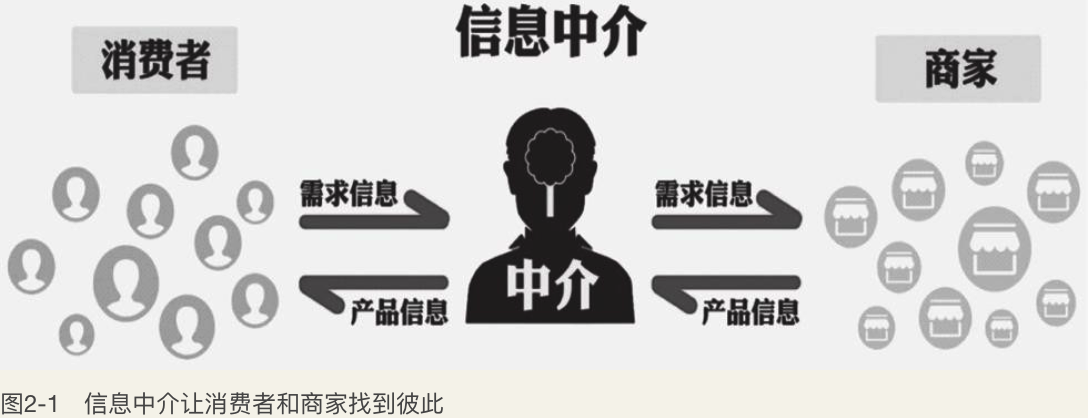 信息中介
消费者
商家
需求信息
需求信息
中介
产品信息
产品信息
图2-1 信息中介让消费者和商家找到彼此